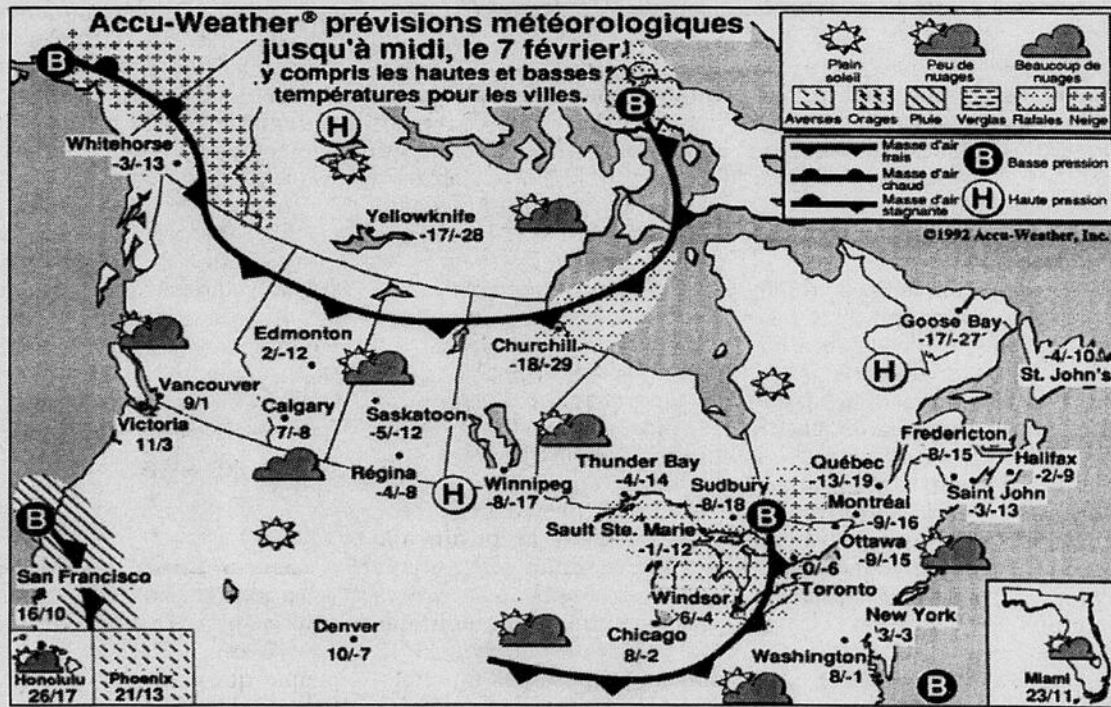 Accu-Weather® prévisions météorologiques
jusqu'à midi, le 7 février
y compris les hautes et basses
températures pour les villes.
Plein soleil
Peu de nuages
Beaucoup de nuages
Averses Orages Pluie Verglas Rafales Neige
Masse d'air frais
Masse d'air chaud
Masse d'air stagnante
B Basse pression
H Haute pression
©1992 Accu-Weather, Inc.
B
B
H
Whitehorse
-3/-13
Yellowknife
-17/-28
Edmonton
2/-12
Churchill
-18/-29
Goose Bay
-17/-27
H
-4/-10
St. John's
Vancouver
9/1
Victoria
11/3
Calgary
7/-8
Saskatoon
-5/-12
Régina
-4/-8
H
Winnipeg
-8/-17
Thunder Bay
-4/-14
Sudbury
-8/-18
Sault Ste. Marie
-1/-12
Québec
-13/-19
Fredericton
-8/-15
Halifax
-2/-9
Saint John
-3/-13
Montréal
-9/-16
Ottawa
-9/-15
B
0/-6
Toronto
Windsor
6/-4
Chicago
8/-2
New York
3/-3
Washington
8/-1
B
B
San Francisco
16/10
Denver
10/-7
Honolulu
26/17
Phoenix
21/13
Miami
23/11